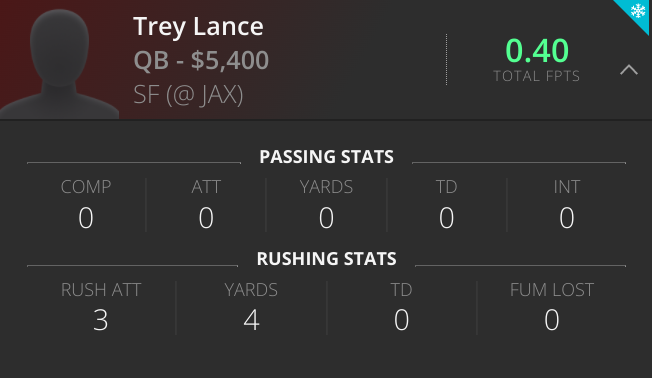 Trey Lance
QB - $5,400
SF (@ JAX)
0.40
TOTAL FPTS
PASSING STATS
COMP ATT YARDS TD INT
0 0 0 0 0
RUSHING STATS
RUSH ATT YARDS TD FUM LOST
3 4 0 0